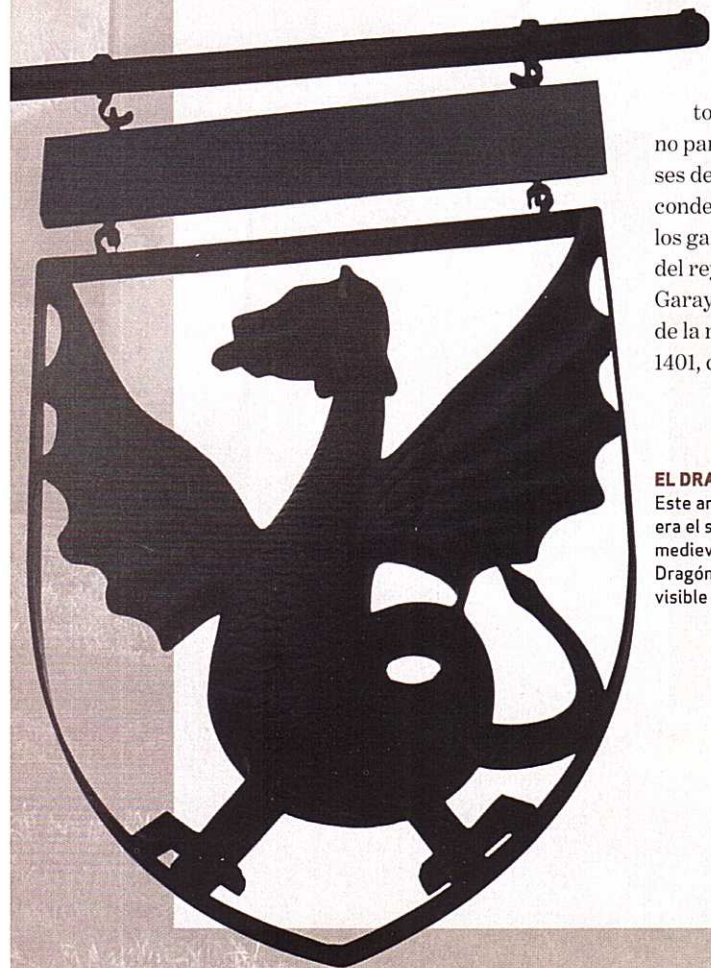 no par
ses de
conde
los ga
del re
Garay
de la
1401,
EL DRA
Este ar
era el s
mediev
Dragón
visible